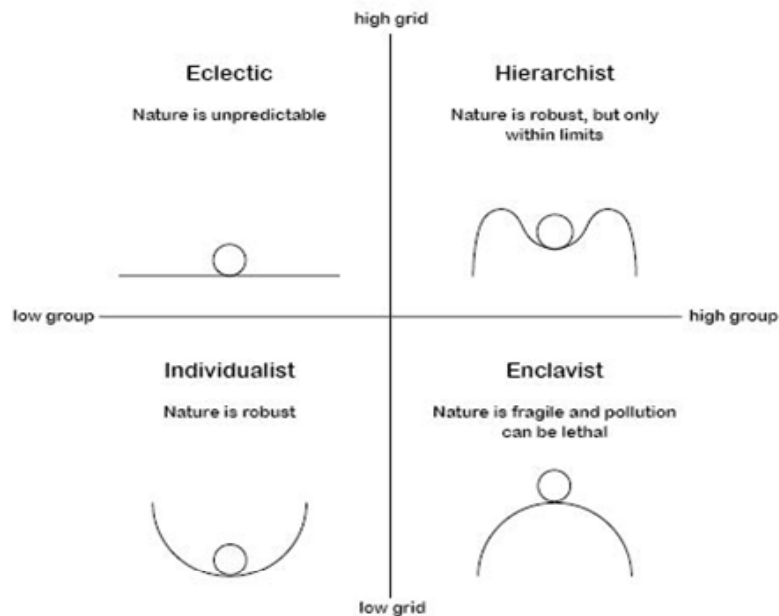 high grid
Eclectic
Nature is unpredictable
Hierarchist
Nature is robust, but only
within limits
low group
high group
Individualist
Nature is robust
Enclavist
Nature is fragile and pollution
can be lethal
low grid